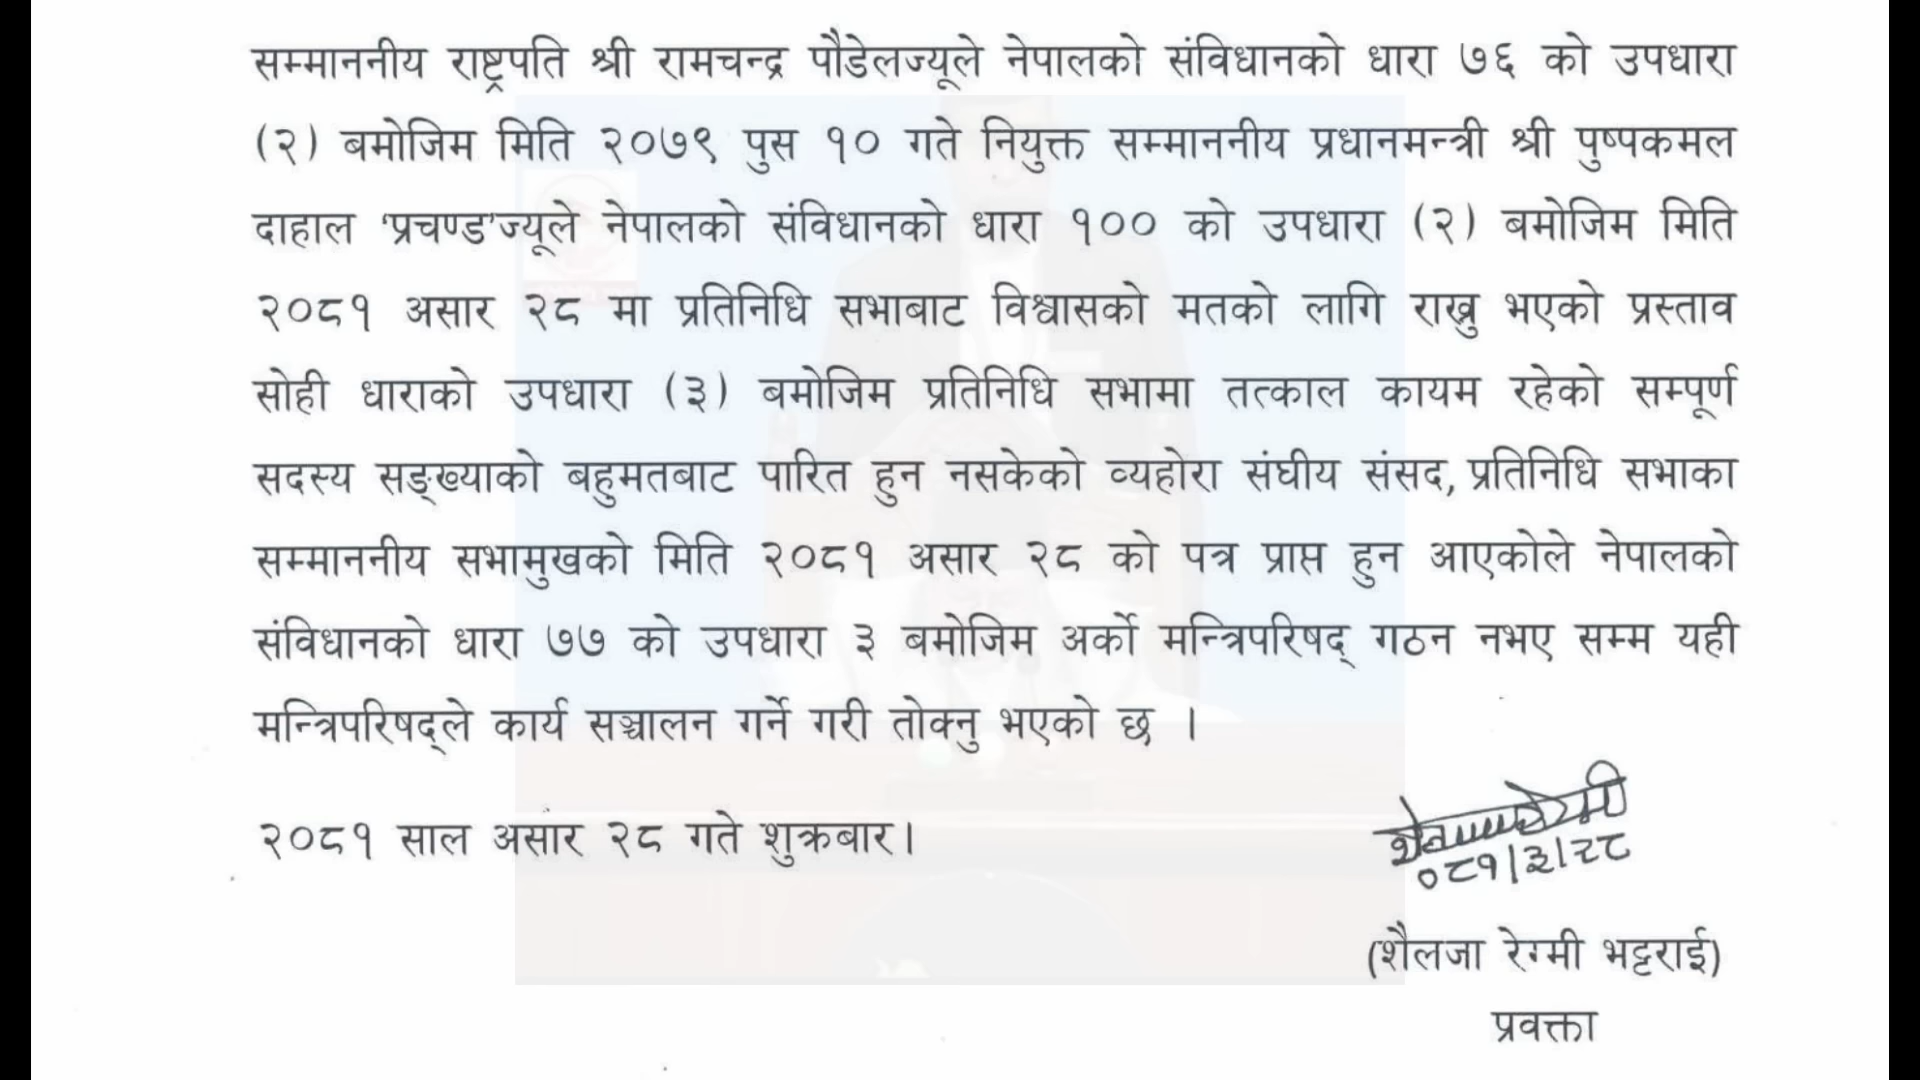 सम्माननीय राष्ट्रपति श्री रामचन्द्र पौडेलज्यूले नेपालको संविधानको धारा ७६ को उपधारा
(२) बमोजिम मिति २०७९ पुस १० गते नियुक्त सम्माननीय प्रधानमन्त्री श्री पुष्पकमल
दाहाल ‘प्रचण्ड’ज्यूले नेपालको संविधानको धारा १०० को उपधारा (२) बमोजिम मिति
२०८१ असार २८ मा प्रतिनिधि सभाबाट विश्वासको मतको लागि राख्नु भएको प्रस्ताव
सोही धाराको उपधारा (३) बमोजिम प्रतिनिधि सभामा तत्काल कायम रहेको सम्पूर्ण
सदस्य सङ्ख्याको बहुमतबाट पारित हुन नसकेको व्यहोरा संघीय संसद, प्रतिनिधि सभाका
सम्माननीय सभामुखको मिति २०८१ असार २८ को पत्र प्राप्त हुन आएकोले नेपालको
संविधानको धारा ७७ को उपधारा ३ बमोजिम अर्को मन्त्रिपरिषद् गठन नभए सम्म यही
मन्त्रिपरिषद्ले कार्य सञ्चालन गर्ने गरी तोक्नु भएको छ ।
२०८१ साल असार २८ गते शुक्रबार।
०८१।३।२८
(शैलजा रेग्मी भट्टराई)
प्रवक्ता